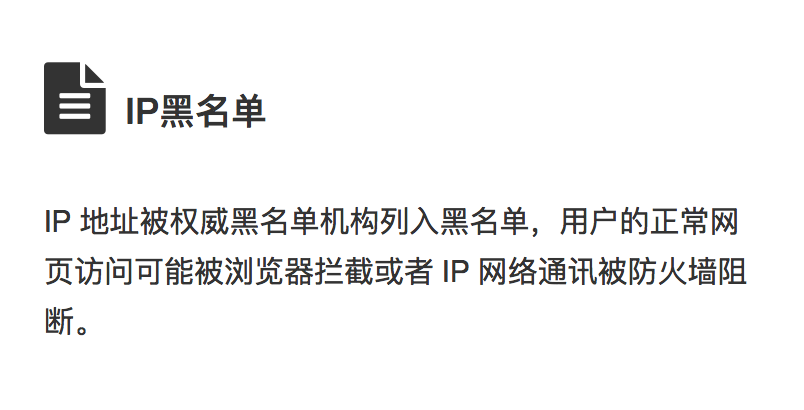 IP黑名单
IP 地址被权威黑名单机构列入黑名单，用户的正常网
页访问可能被浏览器拦截或者 IP 网络通讯被防火墙阻
断。